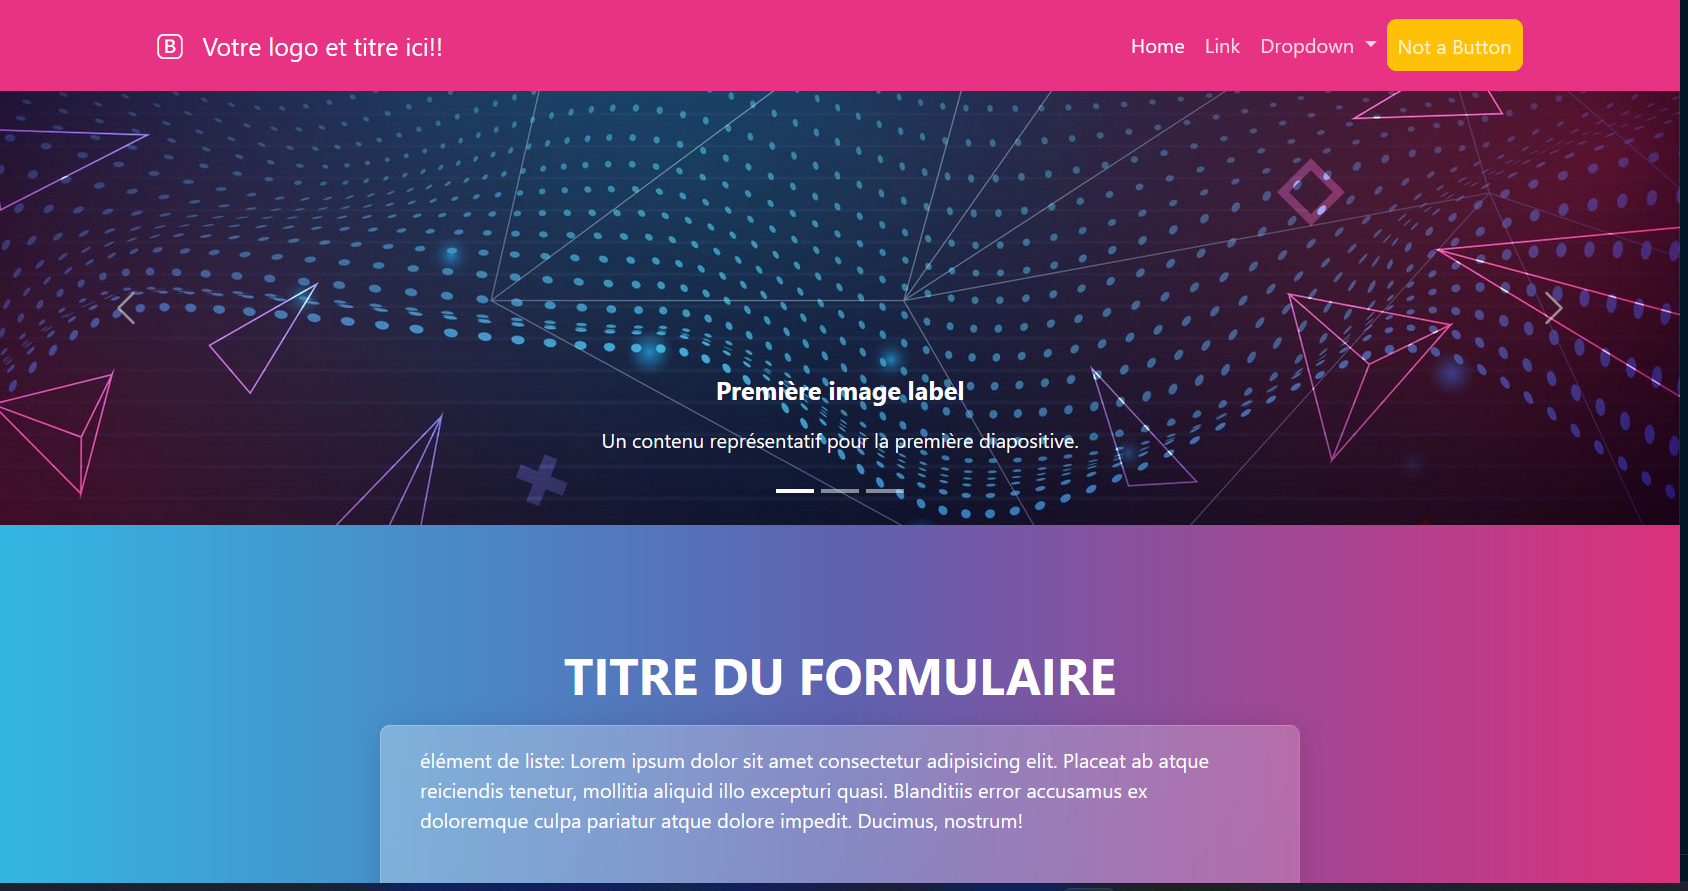 B Votre logo et titre ici!!
Home Link Dropdown Not a Button
Première image label
Un contenu représentatif pour la première diapositive.
TITRE DU FORMULAIRE
élément de liste: Lorem ipsum dolor sit amet consectetur adipisicing elit. Placeat ab atque
reiciendis tenetur, mollitia aliquid illo excepturi quasi. Blanditiis error accusamus ex
doloremque culpa pariatur atque dolore impedit. Ducimus, nostrum!